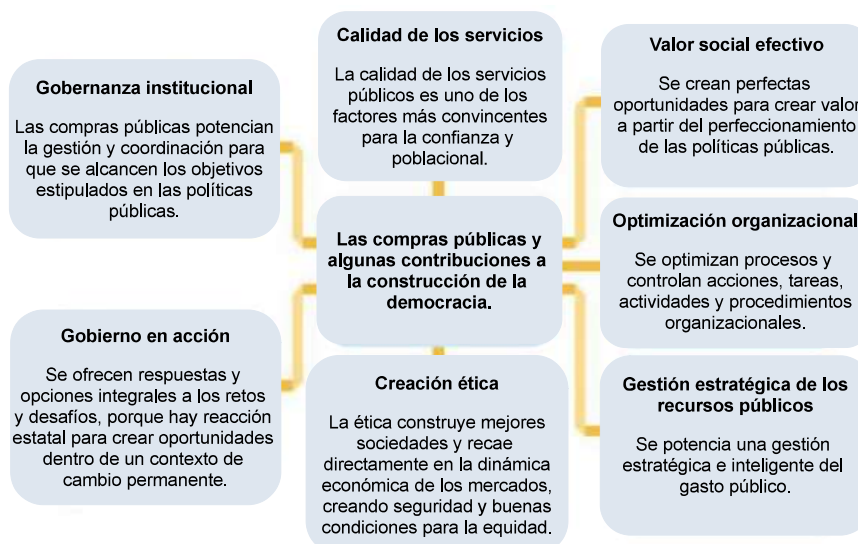 Gobernanza institucional
Las compras públicas potencian
la gestión y coordinación para
que se alcancen los objetivos
estipulados en las políticas
públicas.
Calidad de los servicios
La calidad de los servicios
públicos es uno de los
factores más convincentes
para la confianza y
poblacional.
Valor social efectivo
Se crean perfectas
oportunidades para crear valor
a partir del perfeccionamiento
de las políticas públicas.
Las compras públicas y
algunas contribuciones a
la construcción de la
democracia.
Optimización organizacional
Se optimizan procesos y
controlan acciones, tareas,
actividades y procedimientos
organizacionales.
Gobierno en acción
Se ofrecen respuestas y
opciones integrales a los retos
y desafíos, porque hay reacción
estatal para crear oportunidades
dentro de un contexto de
cambio permanente.
Creación ética
La ética construye mejores
sociedades y recae
directamente en la dinámica
económica de los mercados,
creando seguridad y buenas
condiciones para la equidad.
Gestión estratégica de los
recursos públicos
Se potencia una gestión
estratégica e inteligente del
gasto público.